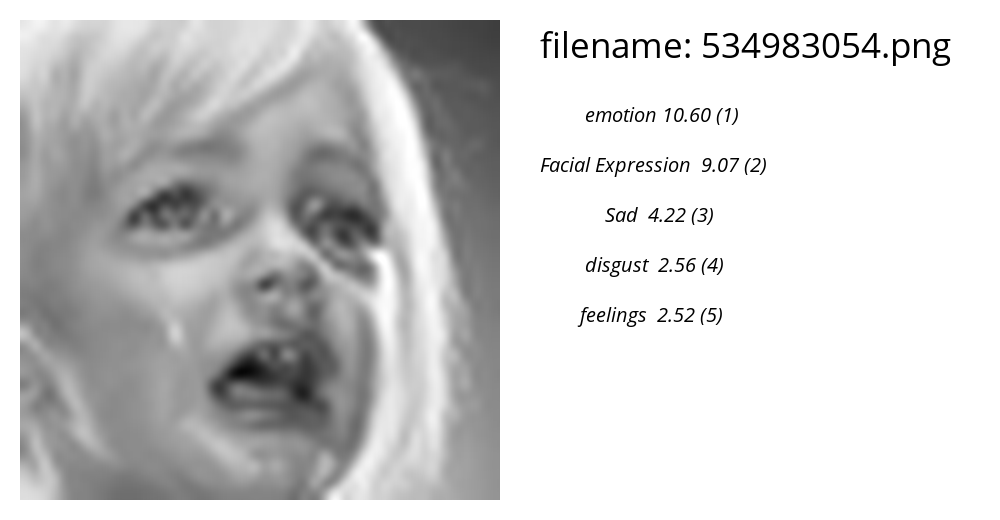 filename: 534983054.png
emotion 10.60 (1)
Facial Expression 9.07 (2)
Sad 4.22 (3)
disgust 2.56 (4)
feelings 2.52 (5)